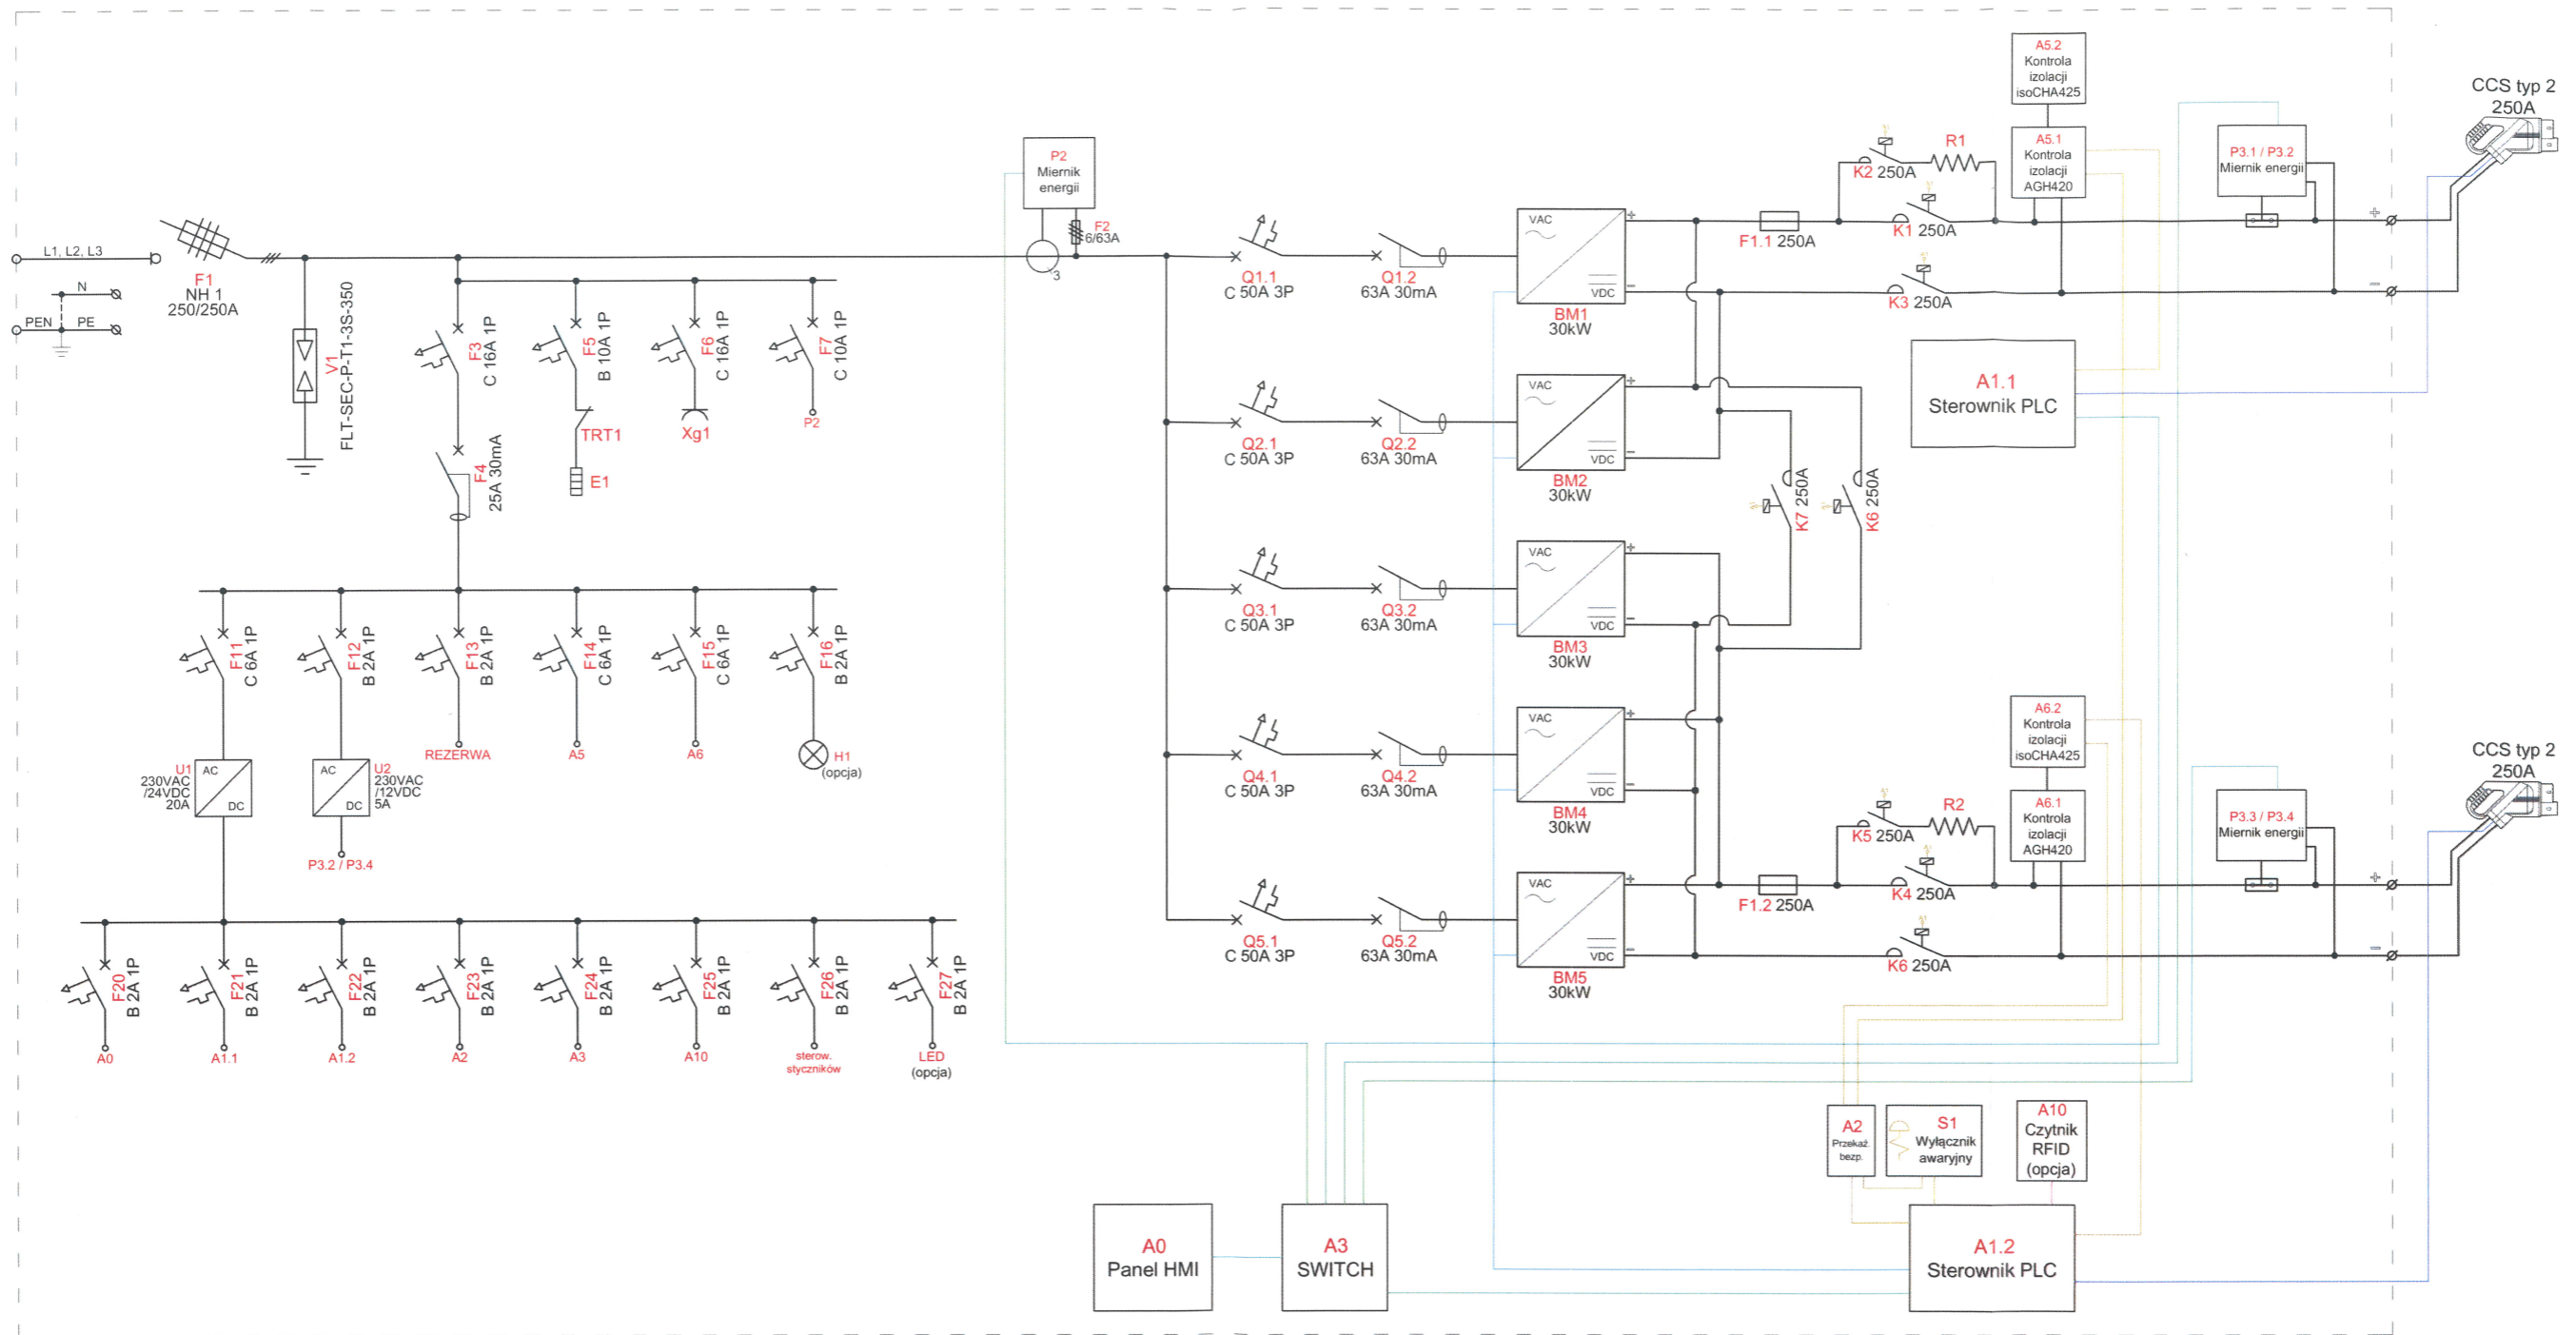 A5.2
Kontrola
izolacji
isoCHA425
CCS typ 2
250A
P2
Miernik
energii
R1
A5.1
Kontrola
izolacji
AGH420
P3.1 / P3.2
Miernik energii
K2 250A
L1, L2, L3
F1
NH 1
250/250A
N
PEN
PE
F2
6/63A
3
Q1.1
C 50A 3P
Q1.2
63A 30mA
VAC
+
-
VDC
BM1
30kW
F1.1 250A
K1 250A
K3 250A
+
-
V1
FLT-SEC-P-T1-3S-350
F3
C 16A 1P
F5
B 10A 1P
F6
C 16A 1P
F7
C 10A 1P
TRT1
Xg1
P2
F4
25A 30mA
E1
Q2.1
C 50A 3P
Q2.2
63A 30mA
VAC
+
-
VDC
BM2
30kW
A1.1
Sterownik PLC
K7 250A
K6 250A
Q3.1
C 50A 3P
Q3.2
63A 30mA
VAC
+
-
VDC
BM3
30kW
F11
C 6A 1P
F12
B 2A 1P
F13
B 2A 1P
F14
C 6A 1P
F15
C 6A 1P
F16
B 2A 1P
REZERWA
A5
A6
H1
(opcja)
U1
230VAC
/24VDC
20A
AC
DC
U2
230VAC
/12VDC
5A
AC
DC
P3.2 / P3.4
Q4.1
C 50A 3P
Q4.2
63A 30mA
VAC
+
-
VDC
BM4
30kW
A6.2
Kontrola
izolacji
isoCHA425
CCS typ 2
250A
R2
K5 250A
A6.1
Kontrola
izolacji
AGH420
P3.3 / P3.4
Miernik energii
Q5.1
C 50A 3P
Q5.2
63A 30mA
VAC
+
-
VDC
BM5
30kW
F1.2 250A
K4 250A
K6 250A
+
-
F20
B 2A 1P
F21
B 2A 1P
F22
B 2A 1P
F23
B 2A 1P
F24
B 2A 1P
F25
B 2A 1P
F26
B 2A 1P
F27
B 2A 1P
A0
A1.1
A1.2
A2
A3
A10
sterow.
styczników
LED
(opcja)
A2
Przekaź.
bezp.
S1
Wyłącznik
awaryjny
A10
Czytnik
RFID
(opcja)
A0
Panel HMI
A3
SWITCH
A1.2
Sterownik PLC